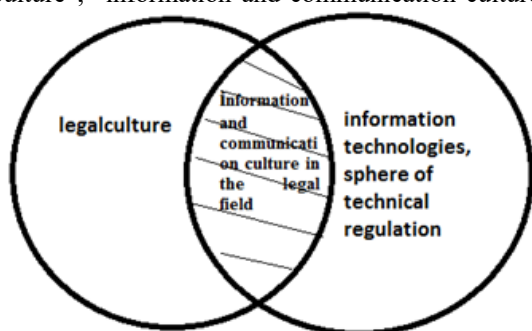 culture", "information and communication culture
legalculture
Information
and
communicati
on culture in
the legal
field
information
technologies,
sphere of
technical
regulation